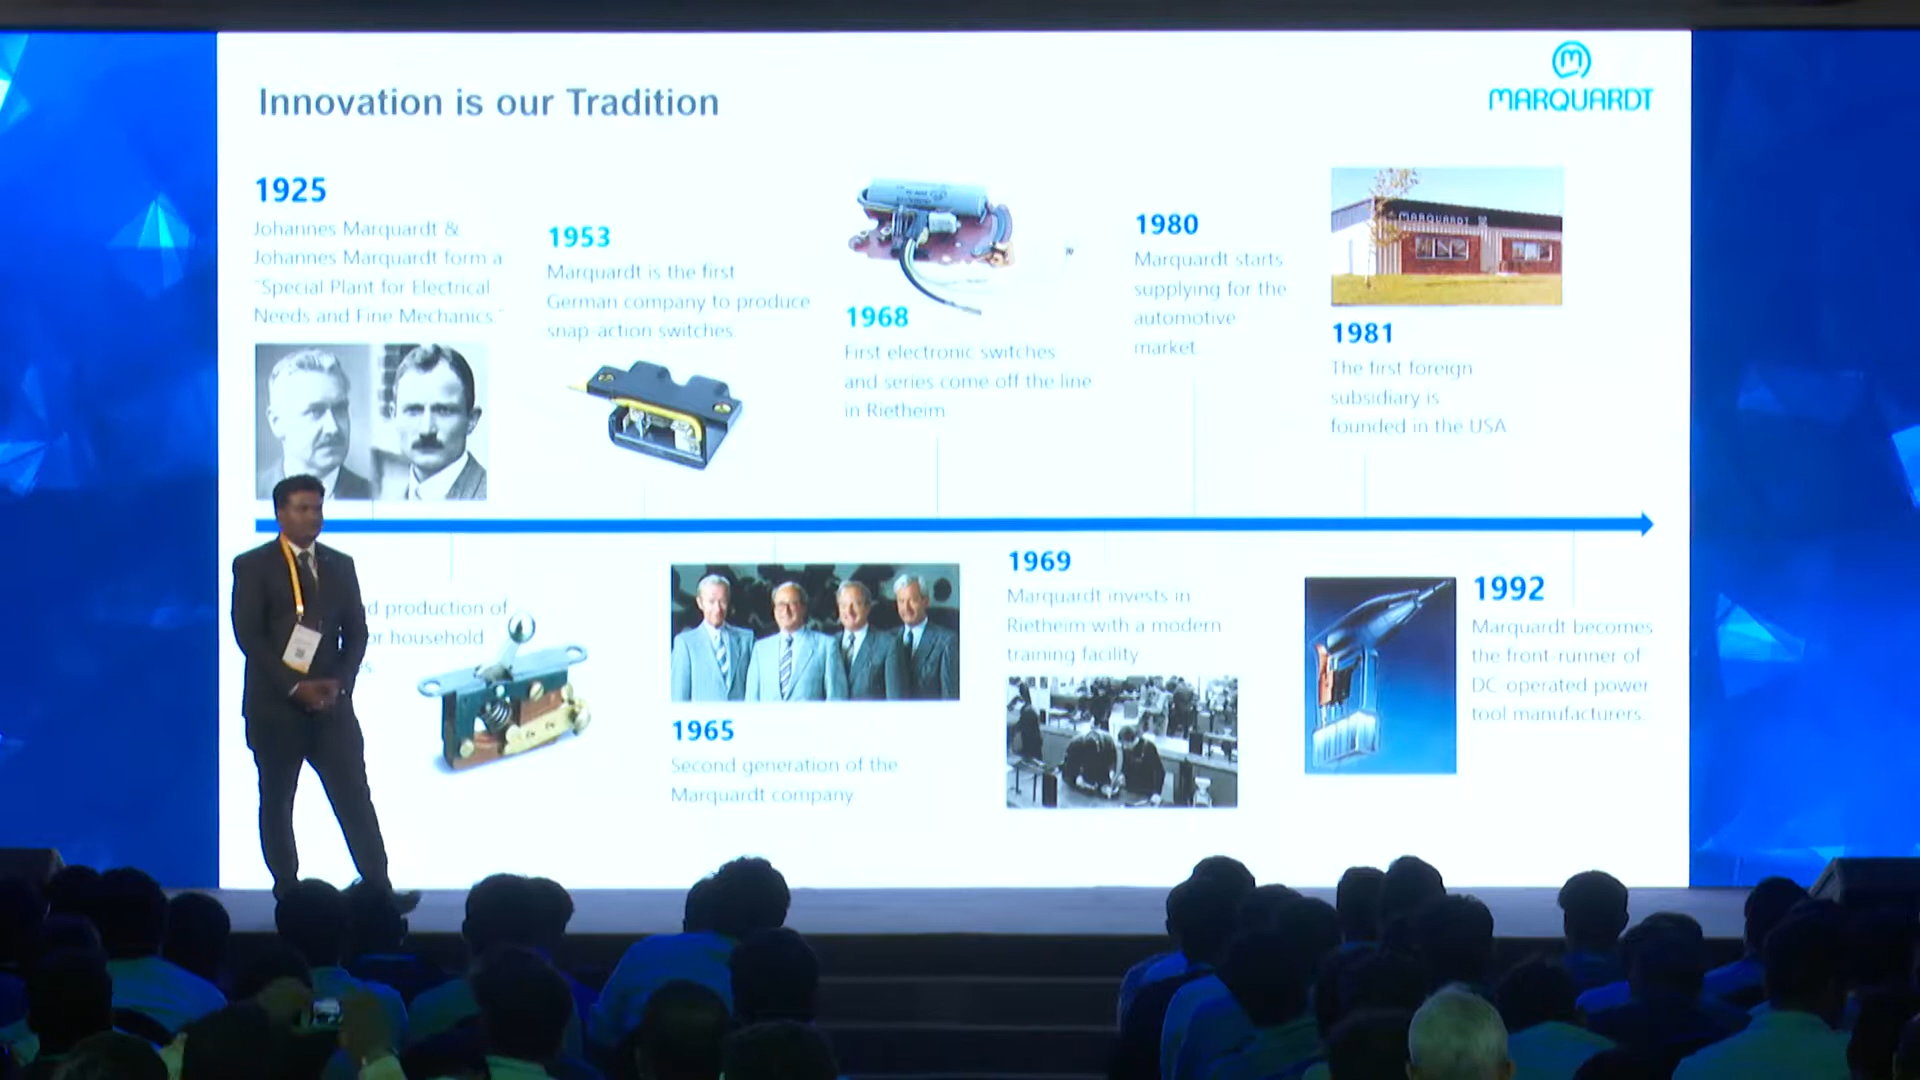 Innovation is our Tradition
MARQUARDT
1925
Johannes Marquardt &
Johannes Marquardt form a
"Special Plant for Electrical
Needs and Fine Mechanics."
1953
Marquardt is the first
German company to produce
snap-action switches.
1968
First electronic switches
and series come off the line
in Rietheim
1980
Marquardt starts
supplying for the
automotive
market.
MARQUARDT
1981
The first foreign
subsidiary is
founded in the USA
production of
household
1965
Second generation of the
Marquardt company
1969
Marquardt invests in
Rietheim with a modern
training facility
1992
Marquardt becomes
the front-runner of
DC-operated power
tool manufacturers.